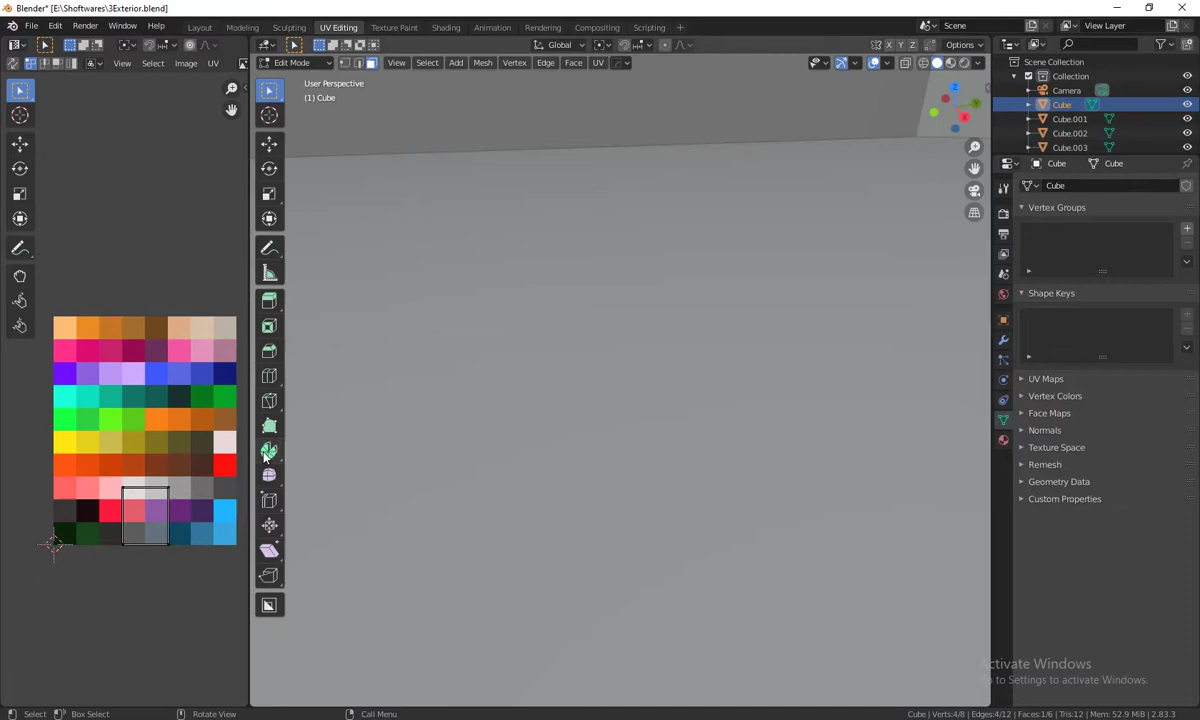 Blender* [E:\Shoftwares\3Exterior.blend]
File Edit Render Window Help Layout Modeling Sculpting UV Editing Texture Paint Shading Animation Rendering Compositing Scripting + Scene View Layer
Global X Y Z Options
View Select Image UV Edit Mode View Select Add Mesh Vertex Edge Face UV
User Perspective
(1) Cube
Z
Y
X
Scene Collection
Collection
Camera
Cube
Cube.001
Cube.002
Cube.003
Cube Cube
Cube
Vertex Groups
Shape Keys
UV Maps
Vertex Colors
Face Maps
Normals
Texture Space
Remesh
Geometry Data
Custom Properties
Activate Windows
Go to Settings to activate Windows.
Select Box Select Rotate View Call Menu Cube | Verts:4/8 | Edges:4/12 | Faces:1/6 | Tris:12 | Mem: 52.9 MiB | 2.83.3